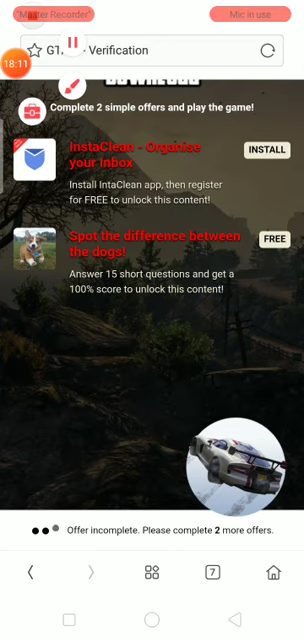 "Master Recorder"
Mic in use
18:11
- Verification
DOWNLOAD
Complete 2 simple offers and play the game!
InstaClean - Organise
your Inbox
INSTALL
Install IntaClean app, then register
for FREE to unlock this content!
Spot the difference between
the dogs!
FREE
Answer 15 short questions and get a
100% score to unlock this content!
Offer incomplete. Please complete 2 more offers.
7